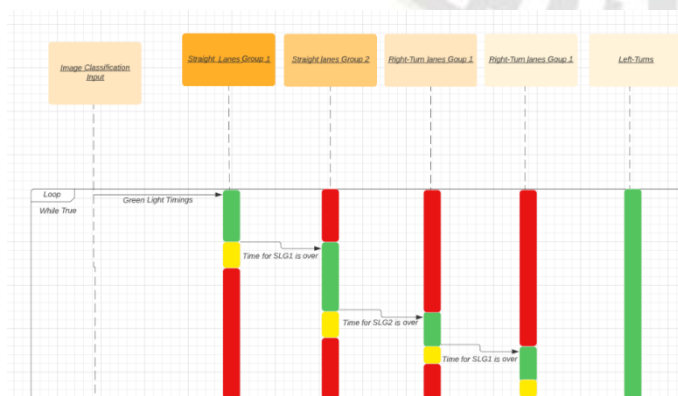 Image Classification
Input
Straight Lanes Group 1
Straight lanes Group 2
Right-Turn lanes Goup 1
Right-Turn lanes Goup 1
Left-Turns
Loop
While True
Green Light Timings
Time for SLG1 is over
Time for SLG2 is over
Time for SLG1 is over